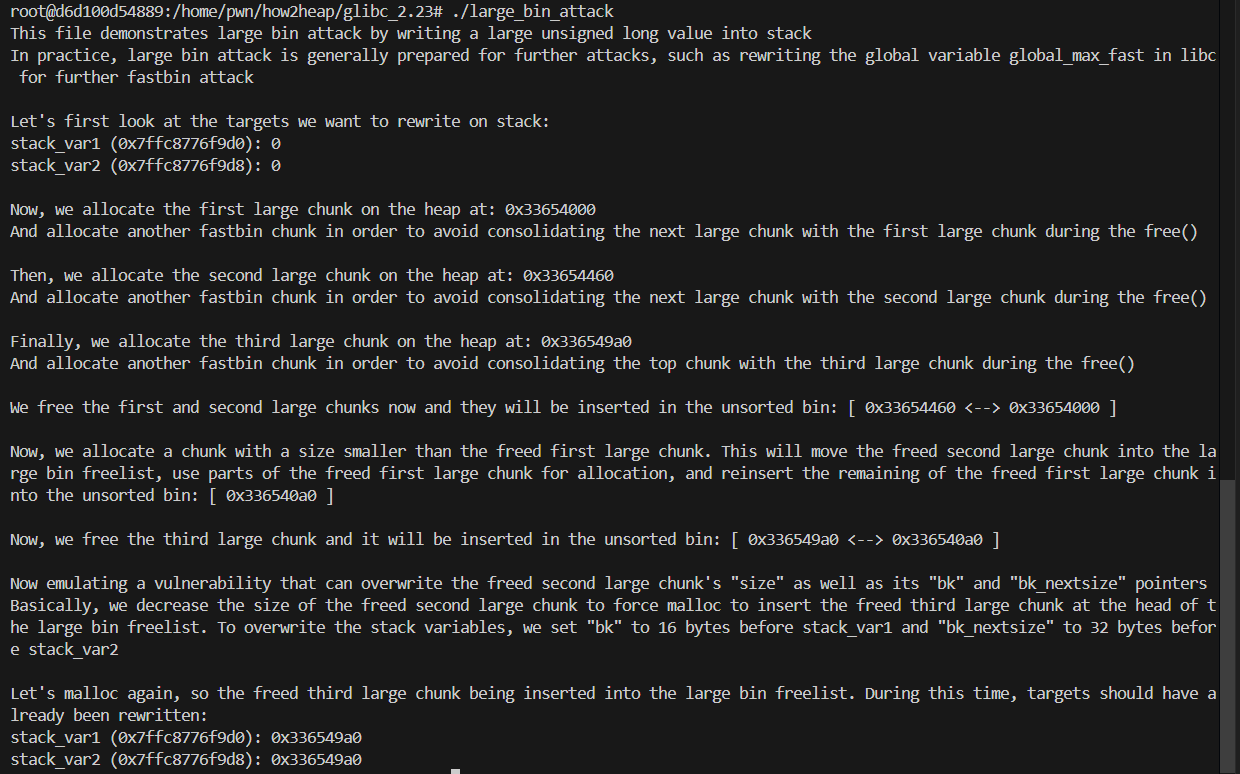 root@d6d100d54889:/home/pwn/how2heap/glibc_2.23# ./large_bin_attack
This file demonstrates large bin attack by writing a large unsigned long value into stack
In practice, large bin attack is generally prepared for further attacks, such as rewriting the global variable global_max_fast in libc
 for further fastbin attack

Let's first look at the targets we want to rewrite on stack:
stack_var1 (0x7ffc8776f9d0): 0
stack_var2 (0x7ffc8776f9d8): 0

Now, we allocate the first large chunk on the heap at: 0x33654000
And allocate another fastbin chunk in order to avoid consolidating the next large chunk with the first large chunk during the free()

Then, we allocate the second large chunk on the heap at: 0x33654460
And allocate another fastbin chunk in order to avoid consolidating the next large chunk with the second large chunk during the free()

Finally, we allocate the third large chunk on the heap at: 0x336549a0
And allocate another fastbin chunk in order to avoid consolidating the top chunk with the third large chunk during the free()

We free the first and second large chunks now and they will be inserted in the unsorted bin: [ 0x33654460 <--> 0x33654000 ]

Now, we allocate a chunk with a size smaller than the freed first large chunk. This will move the freed second large chunk into the la
rge bin freelist, use parts of the freed first large chunk for allocation, and reinsert the remaining of the freed first large chunk i
nto the unsorted bin: [ 0x336540a0 ]

Now, we free the third large chunk and it will be inserted in the unsorted bin: [ 0x336549a0 <--> 0x336540a0 ]

Now emulating a vulnerability that can overwrite the freed second large chunk's "size" as well as its "bk" and "bk_nextsize" pointers
Basically, we decrease the size of the freed second large chunk to force malloc to insert the freed third large chunk at the head of t
he large bin freelist. To overwrite the stack variables, we set "bk" to 16 bytes before stack_var1 and "bk_nextsize" to 32 bytes befor
e stack_var2

Let's malloc again, so the freed third large chunk being inserted into the large bin freelist. During this time, targets should have a
lready been rewritten:
stack_var1 (0x7ffc8776f9d0): 0x336549a0
stack_var2 (0x7ffc8776f9d8): 0x336549a0